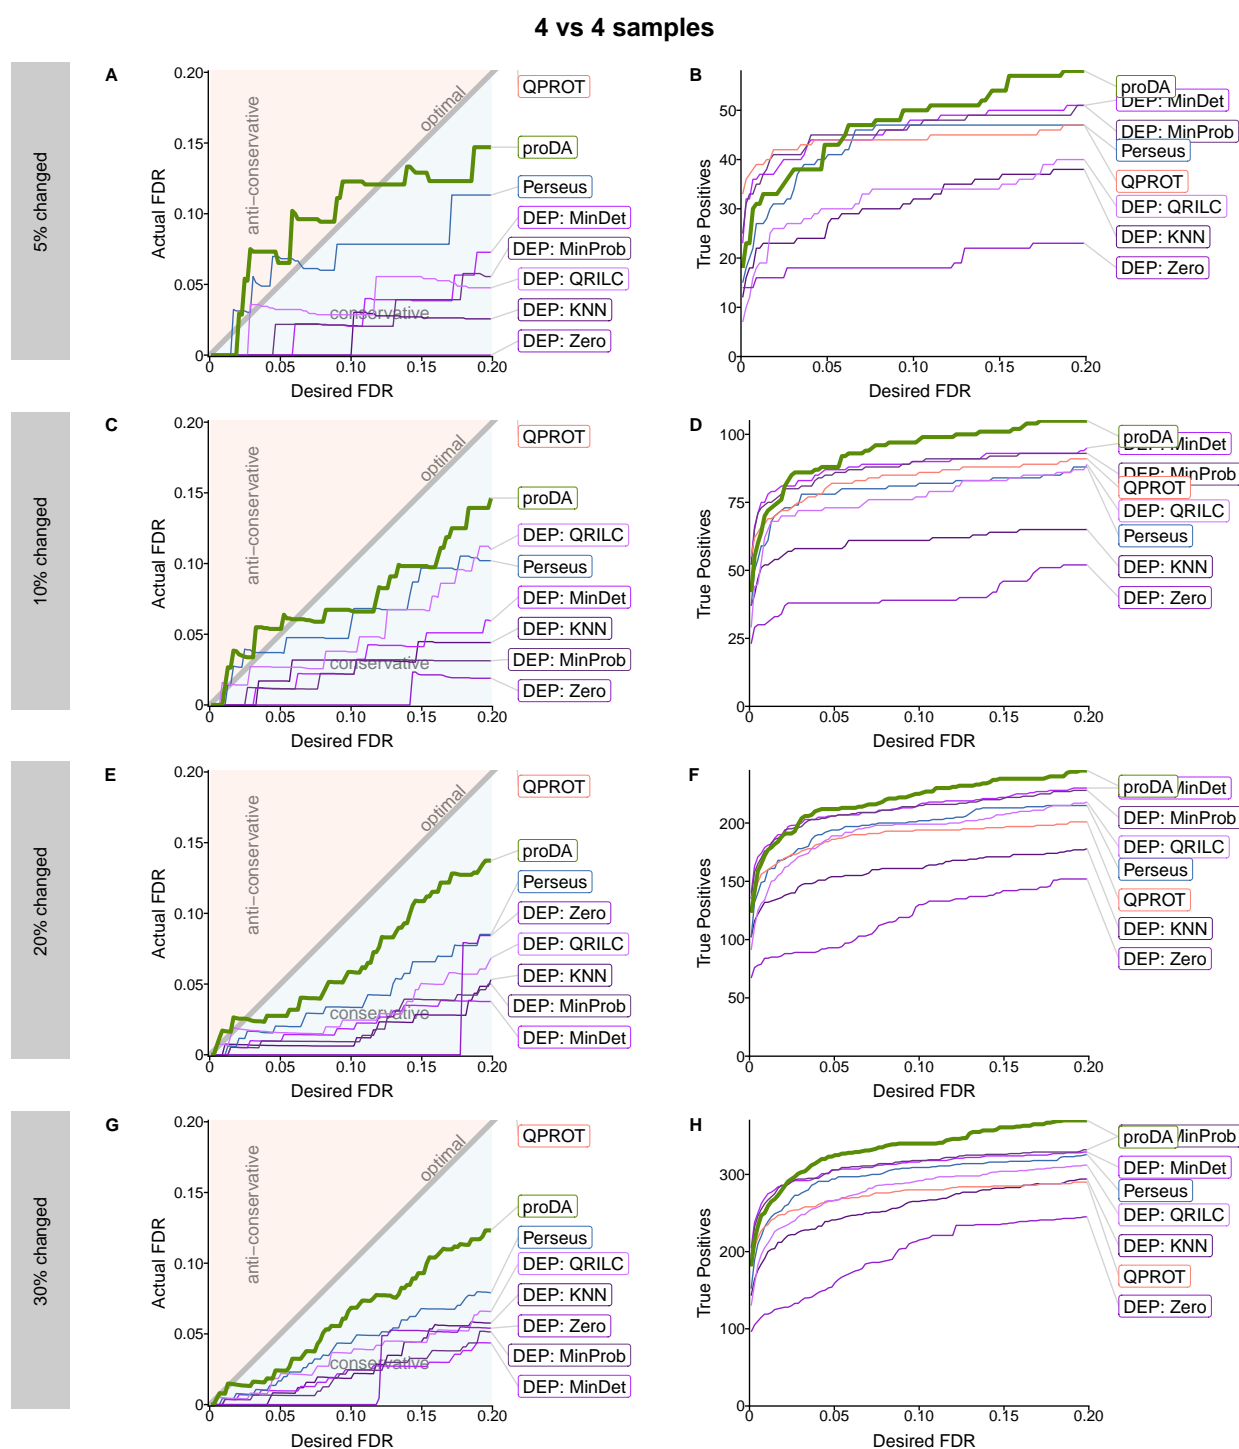 4 vs 4 samples
5% changed
A
Actual FDR
0.20
0.15
0.10
0.05
0
anti−conservative
optimal
conservative
QPROT
proDA
Perseus
DEP: MinDet
DEP: MinProb
DEP: QRILC
DEP: KNN
DEP: Zero
0
0.05
0.10
0.15
0.20
Desired FDR
B
True Positives
50
40
30
20
10
0
proDA
DEP: MinDet
DEP: MinProb
Perseus
QPROT
DEP: QRILC
DEP: KNN
DEP: Zero
0
0.05
0.10
0.15
0.20
Desired FDR
10% changed
C
Actual FDR
0.20
0.15
0.10
0.05
0
anti−conservative
optimal
conservative
QPROT
proDA
DEP: QRILC
Perseus
DEP: MinDet
DEP: KNN
DEP: MinProb
DEP: Zero
0
0.05
0.10
0.15
0.20
Desired FDR
D
True Positives
100
75
50
25
0
proDA
MinDet
DEP: MinProb
QPROT
DEP: QRILC
Perseus
DEP: KNN
DEP: Zero
0
0.05
0.10
0.15
0.20
Desired FDR
20% changed
E
Actual FDR
0.20
0.15
0.10
0.05
0
anti−conservative
optimal
conservative
QPROT
proDA
Perseus
DEP: Zero
DEP: QRILC
DEP: KNN
DEP: MinProb
DEP: MinDet
0
0.05
0.10
0.15
0.20
Desired FDR
F
True Positives
200
150
100
50
0
proDA
MinDet
DEP: MinProb
DEP: QRILC
Perseus
QPROT
DEP: KNN
DEP: Zero
0
0.05
0.10
0.15
0.20
Desired FDR
30% changed
G
Actual FDR
0.20
0.15
0.10
0.05
0
anti−conservative
optimal
conservative
QPROT
proDA
Perseus
DEP: QRILC
DEP: KNN
DEP: Zero
DEP: MinProb
DEP: MinDet
0
0.05
0.10
0.15
0.20
Desired FDR
H
True Positives
300
200
100
0
proDA
MinProb
DEP: MinDet
Perseus
DEP: QRILC
DEP: KNN
QPROT
DEP: Zero
0
0.05
0.10
0.15
0.20
Desired FDR